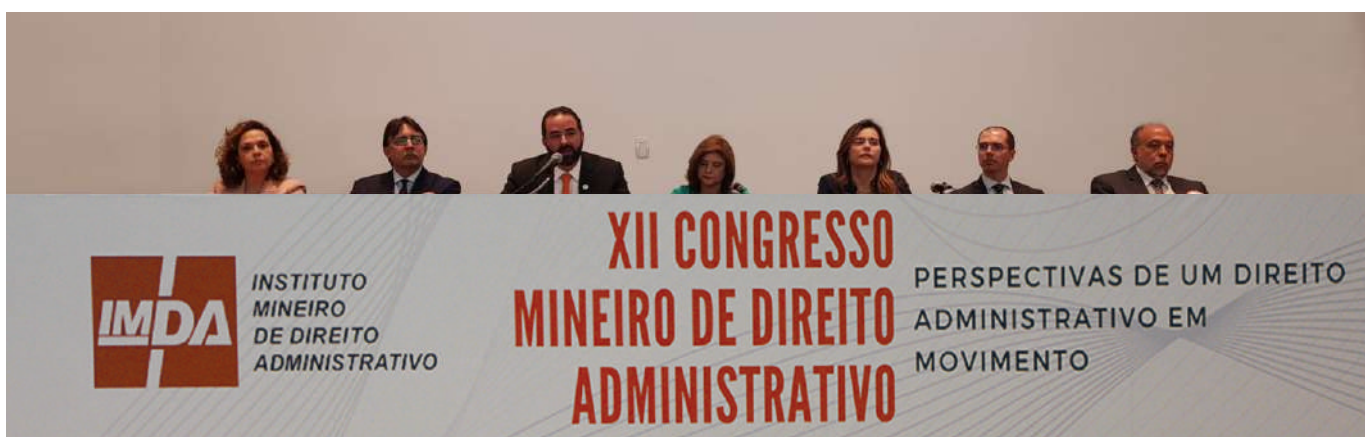 IMDA
INSTITUTO
MINEIRO
DE DIREITO
ADMINISTRATIVO
XII CONGRESSO
MINEIRO DE DIREITO
ADMINISTRATIVO
PERSPECTIVAS DE UM DIREITO
ADMINISTRATIVO EM
MOVIMENTO